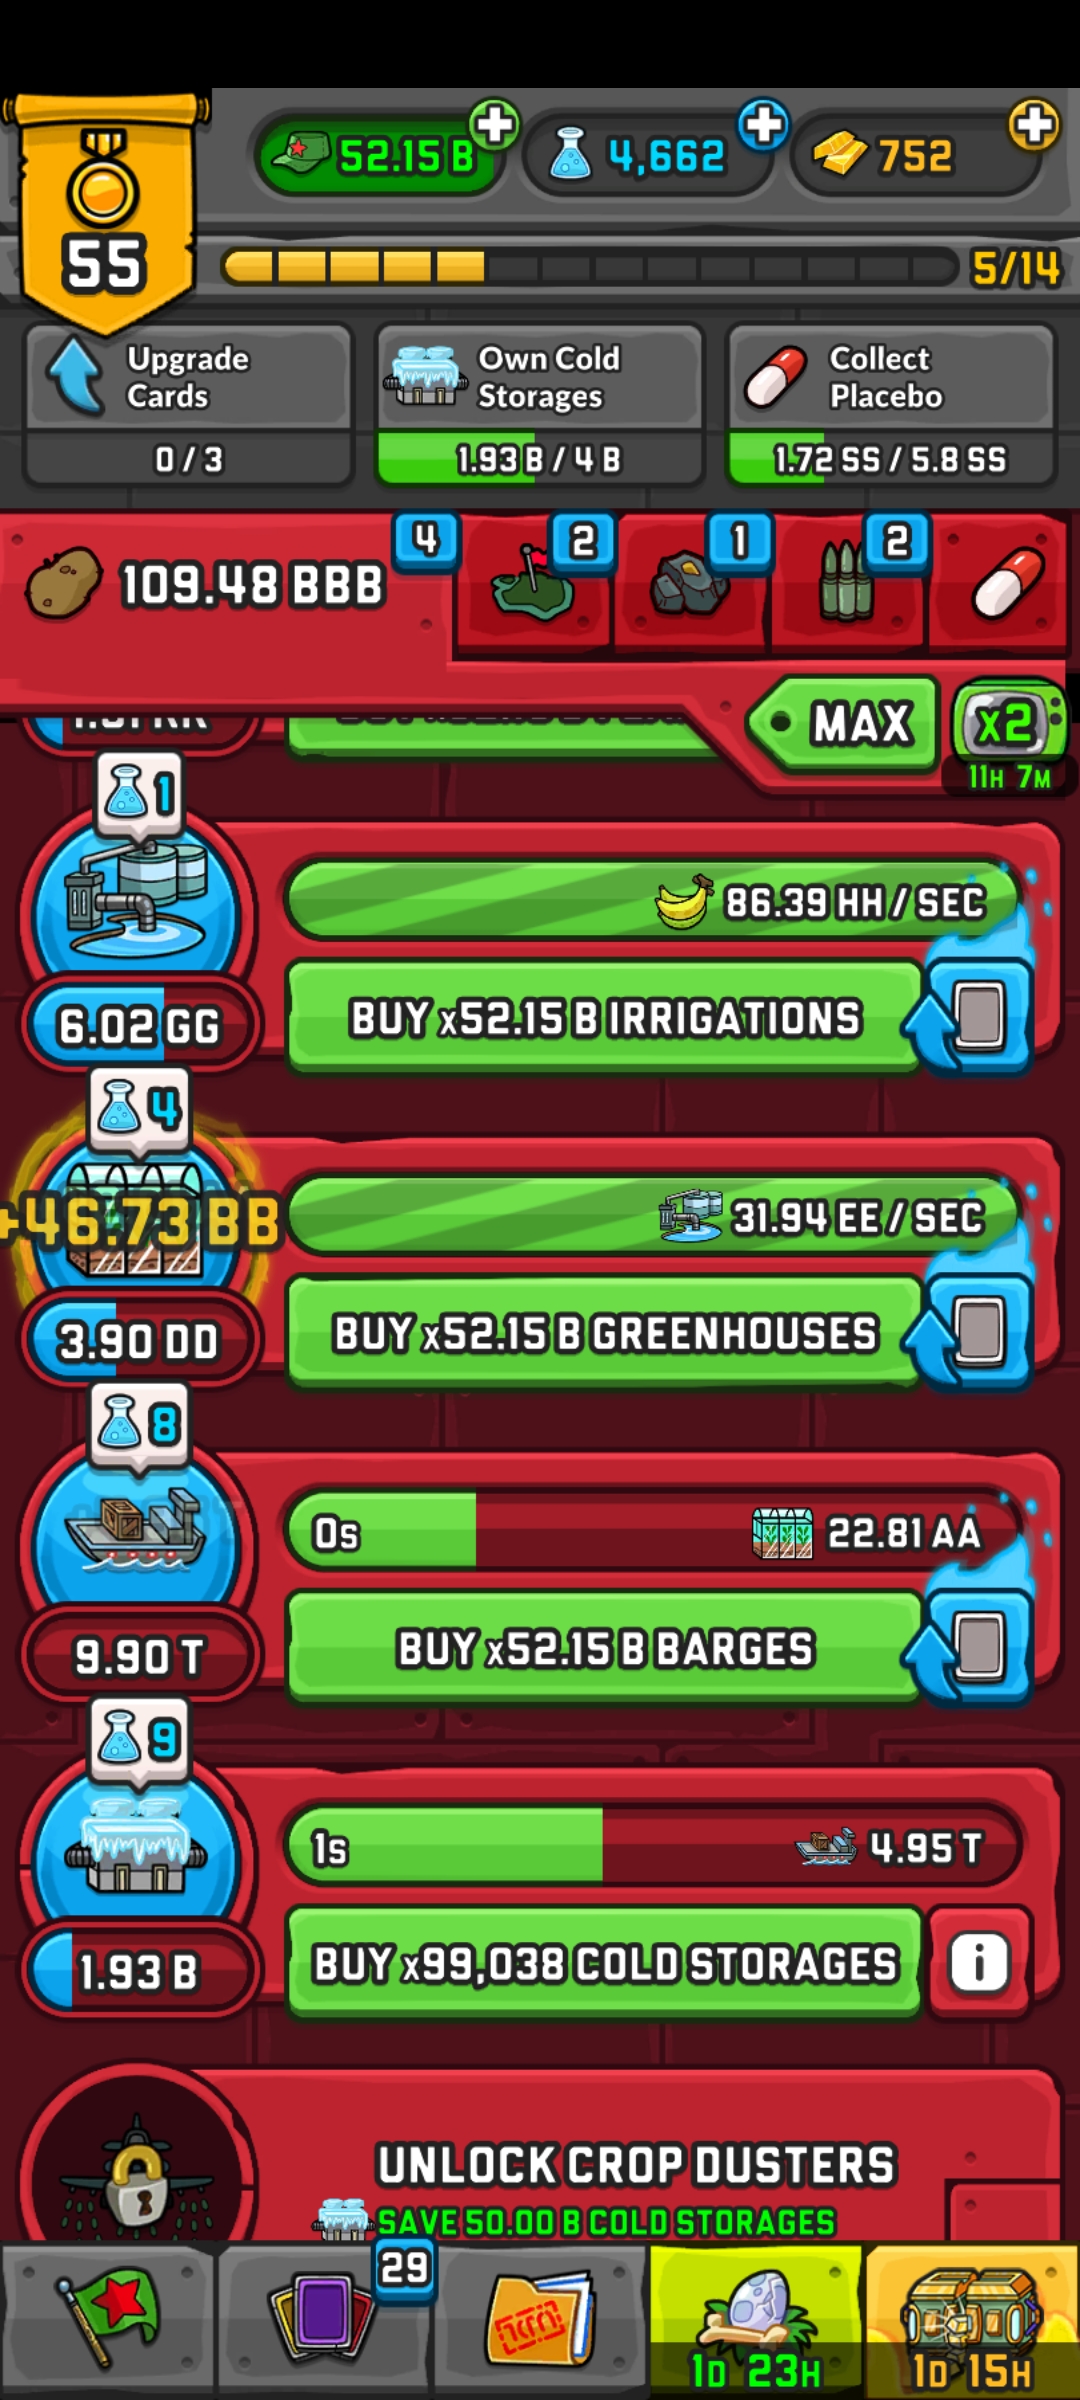 52.15 B
4,662
752
55
5/14
Upgrade Cards
0 / 3
Own Cold Storages
1.93 B / 4 B
Collect Placebo
1.72 SS / 5.8 SS
109.48 BBB
4
2
1
2
MAX
X2
11H 7M
1
86.39 HH / SEC
6.02 GG
BUY x52.15 B IRRIGATIONS
4
+46.73 BB
31.94 EE / SEC
3.90 DD
BUY x52.15 B GREENHOUSES
8
0s
22.81 AA
9.90 T
BUY x52.15 B BARGES
9
1s
4.95 T
1.93 B
BUY x99,038 COLD STORAGES
i
UNLOCK CROP DUSTERS
SAVE 50.00 B COLD STORAGES
29
1D 23H
1D 15H